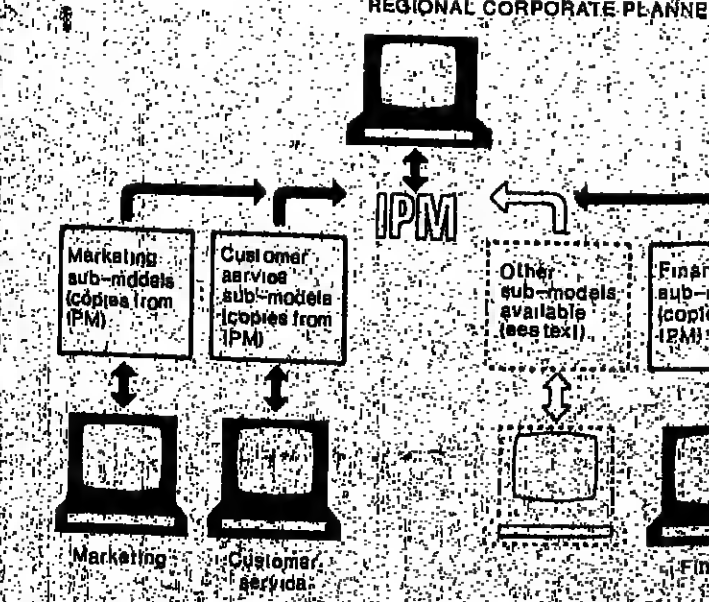 REGIONAL CORPORATE PLANNE
IPM
Marketing
sub-models
(copies from
IPM)
Customer
service
sub-models
(copies from
IPM)
Other
sub-models
available
(see text)
Finan
sub-m
(copie
IPM)
Marketing
Customer
service
Fin